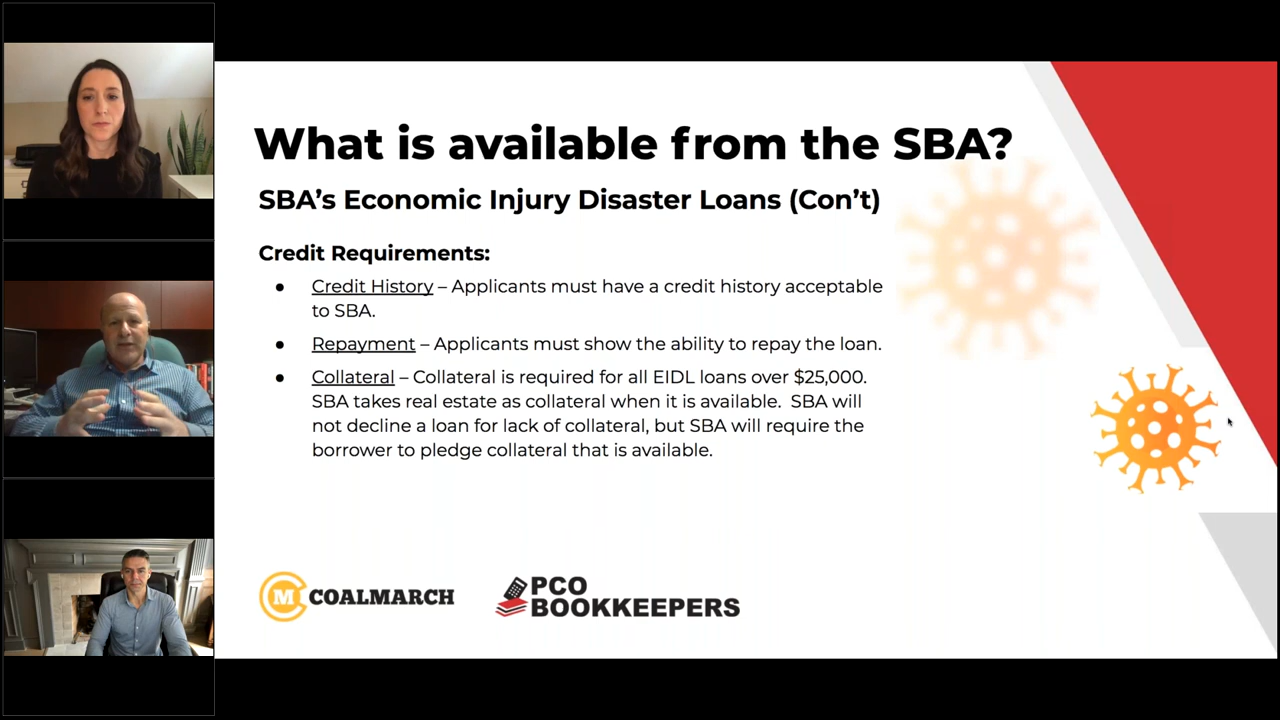 What is available from the SBA?
SBA’s Economic Injury Disaster Loans (Con’t)
Credit Requirements:
● Credit History – Applicants must have a credit history acceptable
to SBA.
● Repayment – Applicants must show the ability to repay the loan.
● Collateral – Collateral is required for all EIDL loans over $25,000.
SBA takes real estate as collateral when it is available.  SBA will
not decline a loan for lack of collateral, but SBA will require the
borrower to pledge collateral that is available.
M COALMARCH
PCO
BOOKKEEPERS